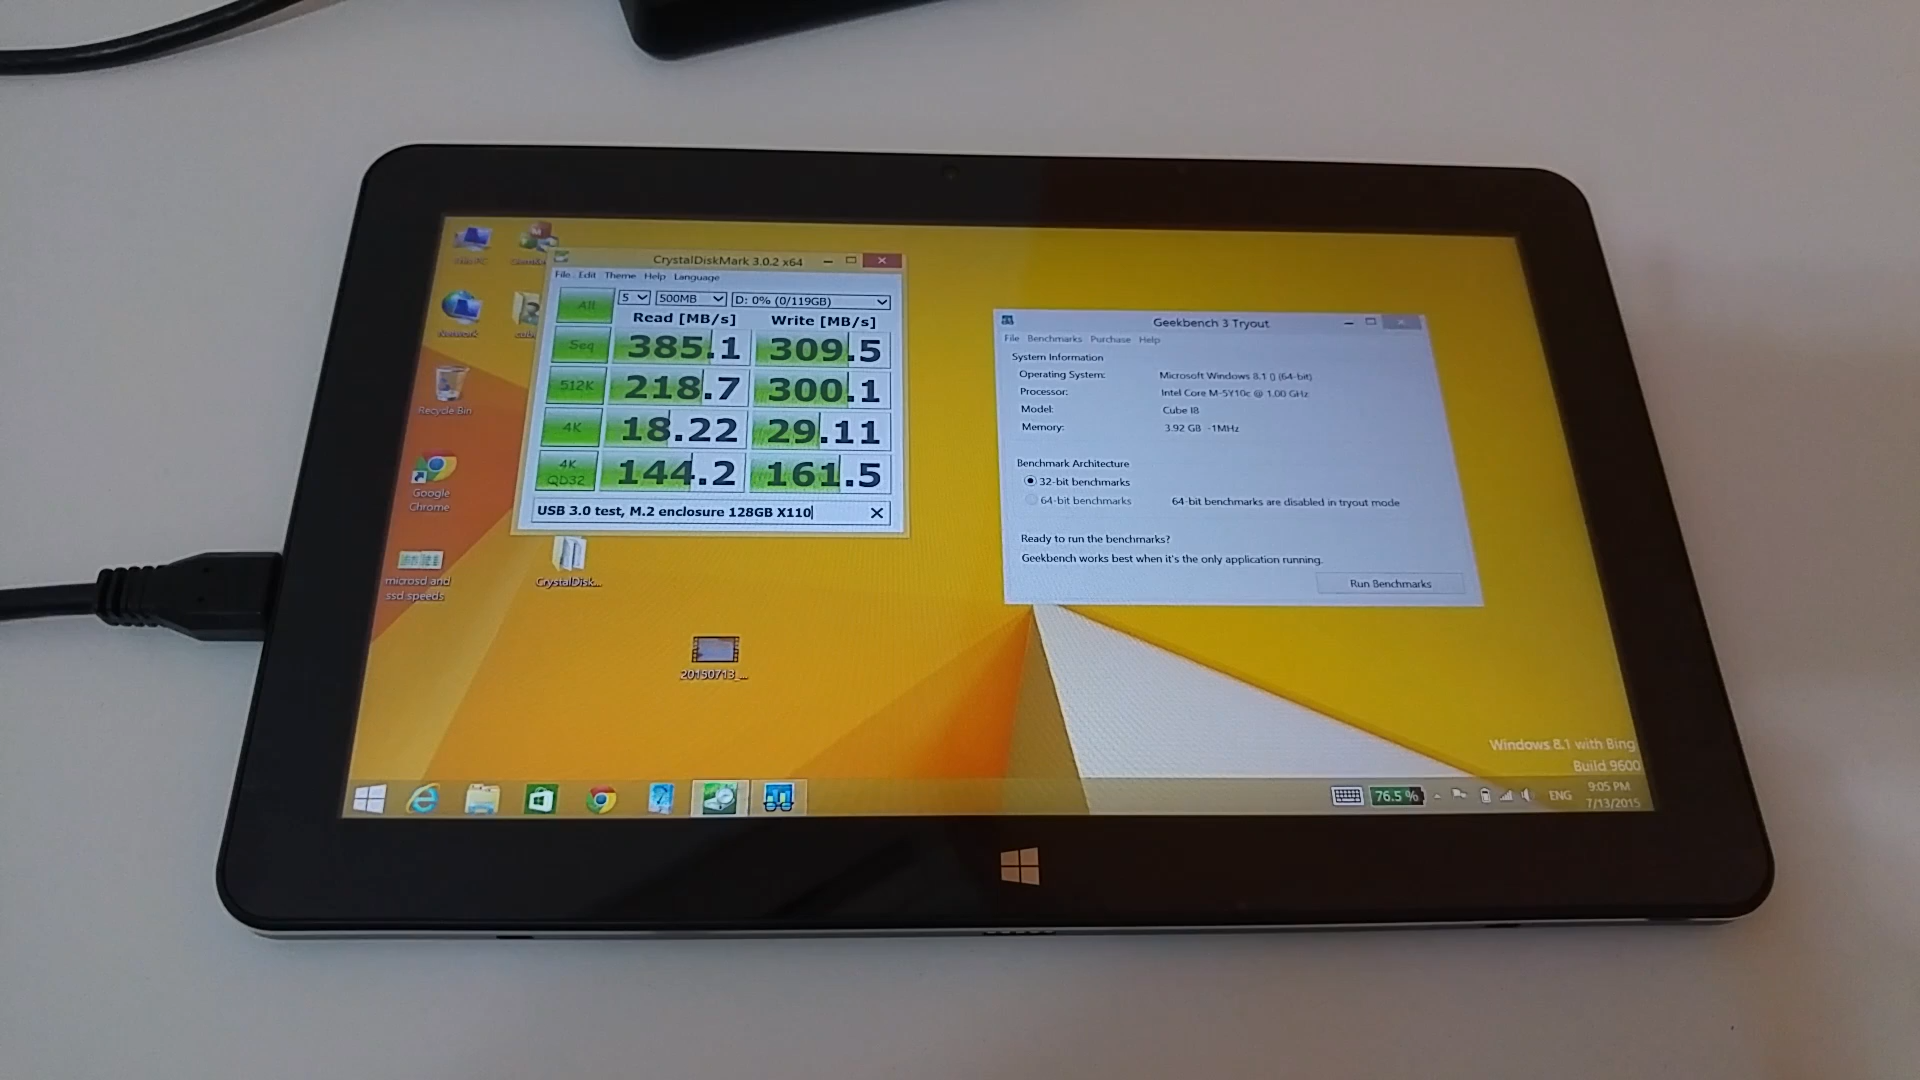 CrystalDiskMark 3.0.2 x64
File Edit Theme Help Language
All 5 500MB D: 0% (0/119GB)
Read [MB/s] Write [MB/s]
Seq 385.1 309.5
512K 218.7 300.1
4K 18.22 29.11
4K
QD32 144.2 161.5
USB 3.0 test, M.2 enclosure 128GB X110
Network
Recycle Bin
Google
Chrome
microsd and
ssd speeds
CrystalDisk...
20150713_...
Geekbench 3 Tryout
File Benchmarks Purchase Help
System Information
Operating System: Microsoft Windows 8.1 () (64-bit)
Processor: Intel Core M-5Y10c @ 1.00 GHz
Model: Cube I8
Memory: 3.92 GB -1MHz
Benchmark Architecture
32-bit benchmarks
64-bit benchmarks 64-bit benchmarks are disabled in tryout mode
Ready to run the benchmarks?
Geekbench works best when it's the only application running.
Run Benchmarks
Windows 8.1 with Bing
Build 9600
76.5 % ENG 9:05 PM
7/13/2015